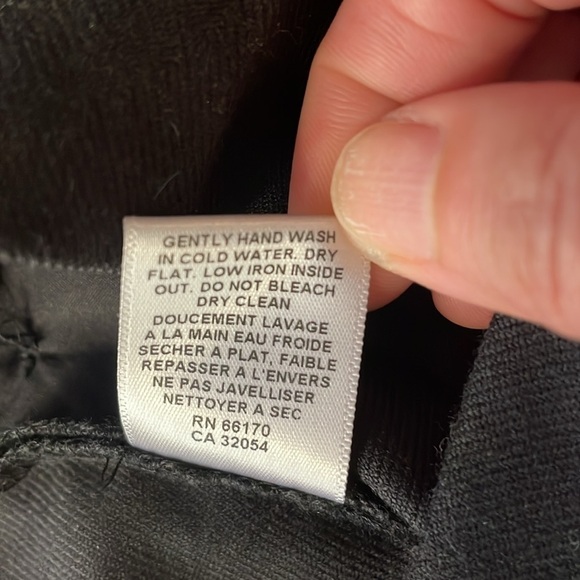 GENTLY HAND WASH
IN COLD WATER. DRY
FLAT. LOW IRON INSIDE
OUT. DO NOT BLEACH
DRY CLEAN
DOUCEMENT LAVAGE
A LA MAIN EAU FROIDE
SECHER A PLAT. FAIBLE
REPASSER A L'ENVERS
NE PAS JAVELLISER
NETTOYER A SEC
RN 66170
CA 32054